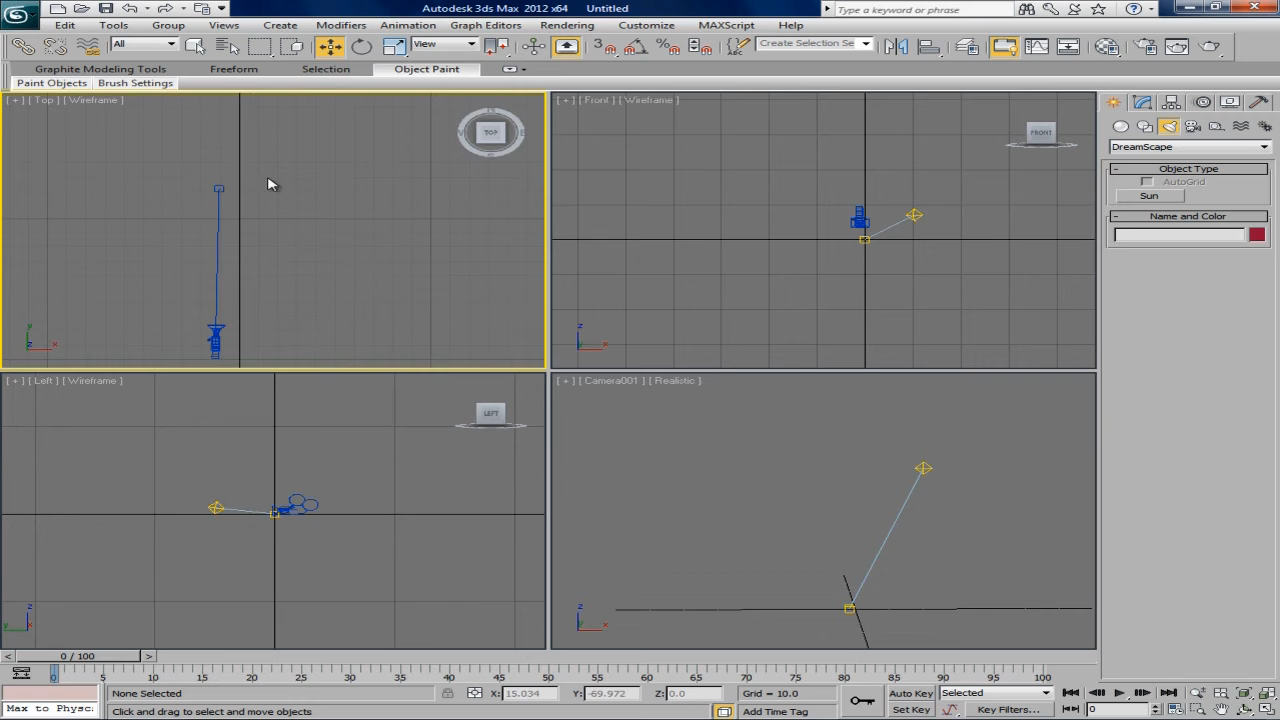 Autodesk 3ds Max 2012 x64 Untitled
Type a keyword or phrase
Edit Tools Group Views Create Modifiers Animation Graph Editors Rendering Customize MAXScript Help
All View Create Selection Se
Graphite Modeling Tools Freeform Selection Object Paint
Paint Objects Brush Settings
[ + ] [ Top ] [ Wireframe ]
TOP
[ + ] [ Front ] [ Wireframe ]
FRONT
DreamScape
- Object Type
AutoGrid
Sun
- Name and Color
y
z x
z
y x
[ + ] [ Left ] [ Wireframe ]
LEFT
[ + ] [ Camera001 ] [ Realistic ]
z
y x
z
y x
< 0 / 100 >
0 5 10 15 20 25 30 35 40 45 50 55 60 65 70 75 80 85 90 95 100
None Selected X: 15.034 Y: -69.972 Z: 0.0 Grid = 10.0 Auto Key Selected
Max to Physc Click and drag to select and move objects Add Time Tag Set Key Key Filters... 0